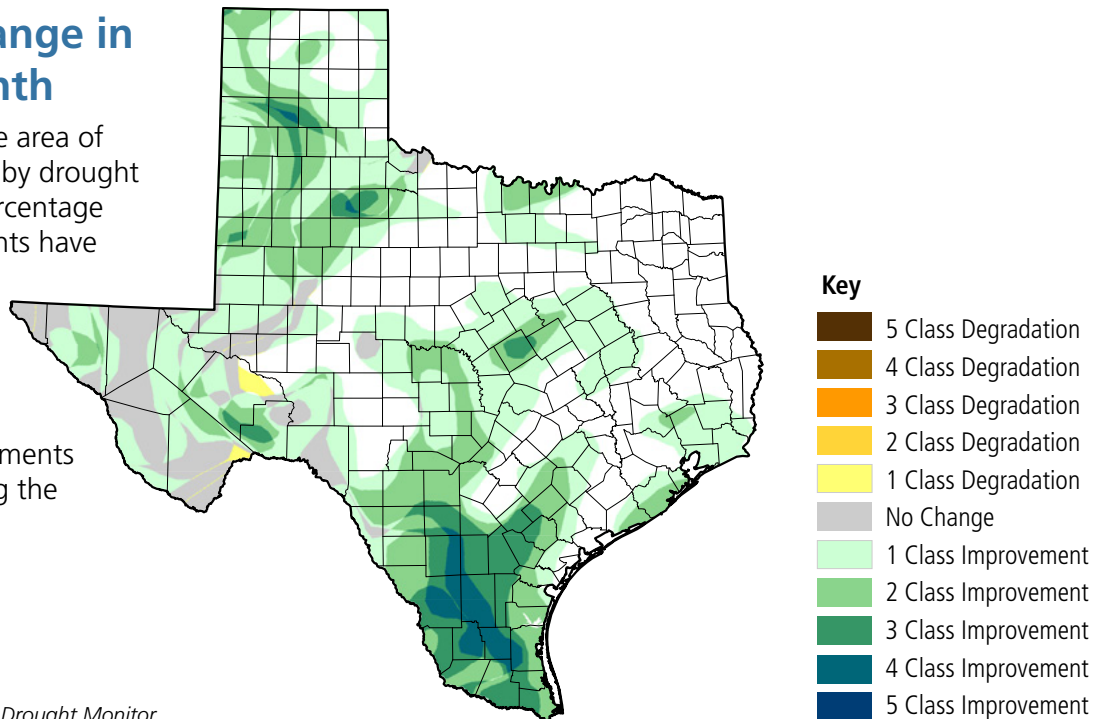 ange in
nth
e area of
by drought
rcentage
nts have
ments
g the
Drought Monitor
Key
5 Class Degradation
4 Class Degradation
3 Class Degradation
2 Class Degradation
1 Class Degradation
No Change
1 Class Improvement
2 Class Improvement
3 Class Improvement
4 Class Improvement
5 Class Improvement